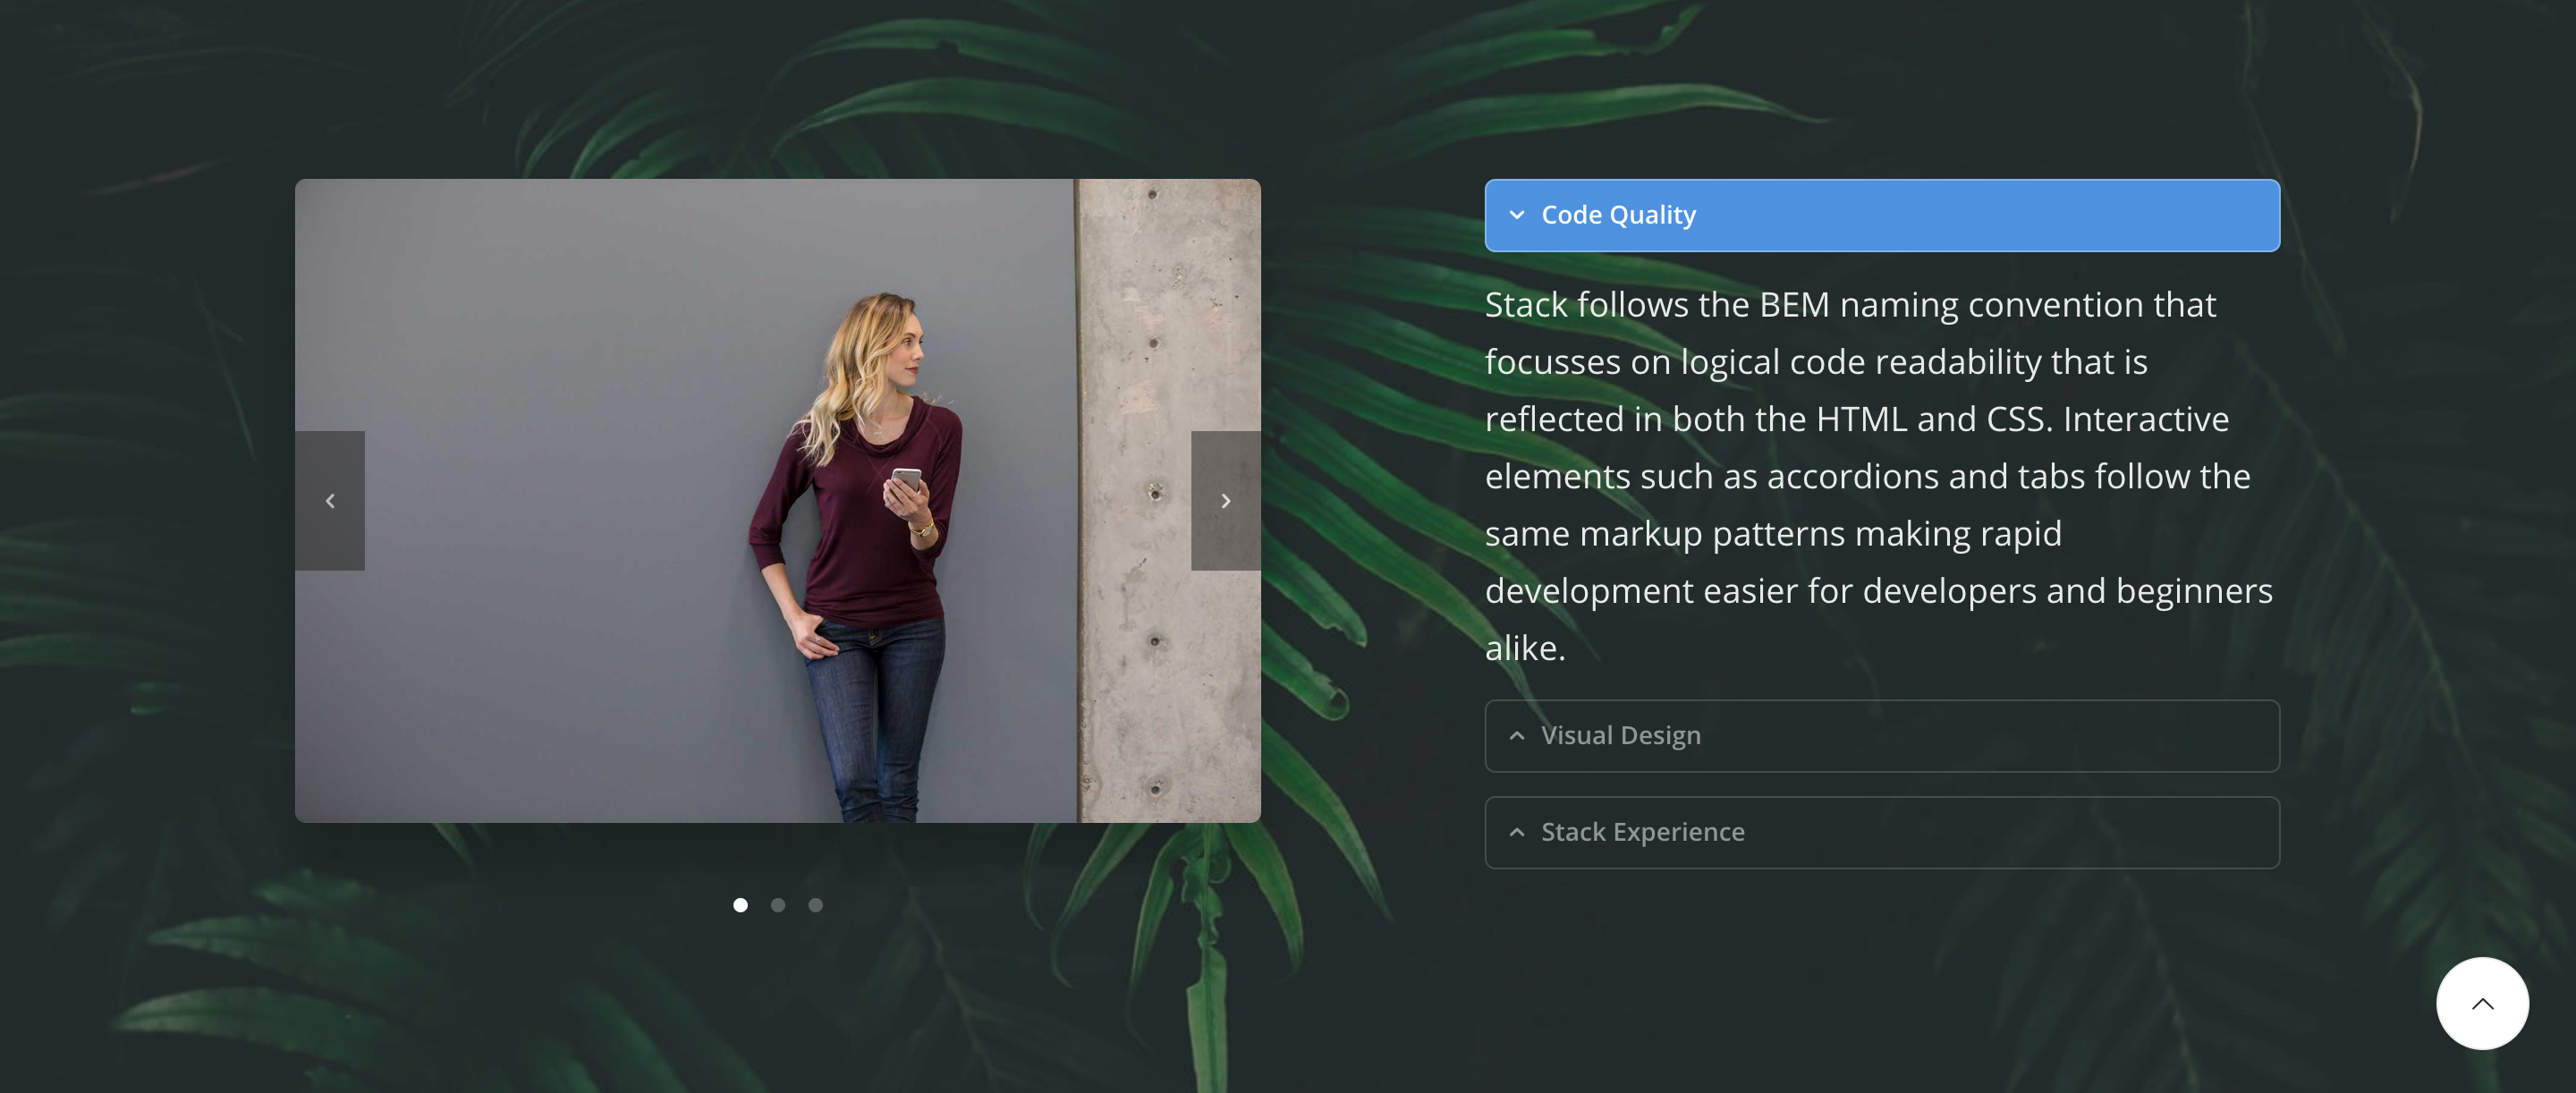 Code Quality
Stack follows the BEM naming convention that
focusses on logical code readability that is
reflected in both the HTML and CSS. Interactive
elements such as accordions and tabs follow the
same markup patterns making rapid
development easier for developers and beginners
alike.
Visual Design
Stack Experience